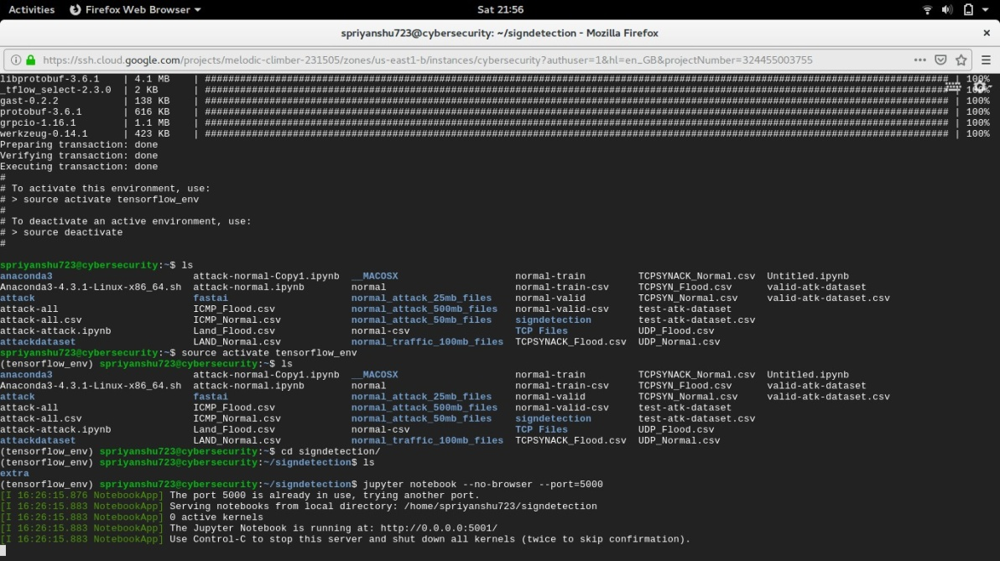 Activities Firefox Web Browser Sat 21:56
spriyanshu723@cybersecurity: ~/signdetection - Mozilla Firefox
https://ssh.cloud.google.com/projects/melodic-climber-231505/zones/us-east1-b/instances/cybersecurity?authuser=1&hl=en_GB&projectNumber=324455003755
libprotobuf-3.6.1 | 4.1 MB | ################################################################################################################################ | 100%
_tflow_select-2.3.0 | 2 KB | ################################################################################################################################ | 100%
gast-0.2.2 | 138 KB | ################################################################################################################################ | 100%
protobuf-3.6.1 | 616 KB | ################################################################################################################################ | 100%
grpcio-1.16.1 | 1.1 MB | ################################################################################################################################ | 100%
werkzeug-0.14.1 | 423 KB | ################################################################################################################################ | 100%
Preparing transaction: done
Verifying transaction: done
Executing transaction: done
#
# To activate this environment, use:
# > source activate tensorflow_env
#
# To deactivate an active environment, use:
# > source deactivate
#
spriyanshu723@cybersecurity:~$ ls
anaconda3 attack-normal-Copy1.ipynb __MACOSX normal-train TCPSYNACK_Normal.csv Untitled.ipynb
Anaconda3-4.3.1-Linux-x86_64.sh attack-normal.ipynb normal normal-train-csv TCPSYN_Flood.csv valid-atk-dataset
attack fastai normal_attack_25mb_files normal-valid TCPSYN_Normal.csv valid-atk-dataset.csv
attack-all ICMP_Flood.csv normal_attack_500mb_files normal-valid-csv test-atk-dataset
attack-all.csv ICMP_Normal.csv normal_attack_50mb_files signdetection test-atk-dataset.csv
attack-attack.ipynb Land_Flood.csv normal-csv TCP Files UDP_Flood.csv
attackdataset LAND_Normal.csv normal_traffic_100mb_files TCPSYNACK_Flood.csv UDP_Normal.csv
spriyanshu723@cybersecurity:~$ source activate tensorflow_env
(tensorflow_env) spriyanshu723@cybersecurity:~$ ls
anaconda3 attack-normal-Copy1.ipynb __MACOSX normal-train TCPSYNACK_Normal.csv Untitled.ipynb
Anaconda3-4.3.1-Linux-x86_64.sh attack-normal.ipynb normal normal-train-csv TCPSYN_Flood.csv valid-atk-dataset
attack fastai normal_attack_25mb_files normal-valid TCPSYN_Normal.csv valid-atk-dataset.csv
attack-all ICMP_Flood.csv normal_attack_500mb_files normal-valid-csv test-atk-dataset
attack-all.csv ICMP_Normal.csv normal_attack_50mb_files signdetection test-atk-dataset.csv
attack-attack.ipynb Land_Flood.csv normal-csv TCP Files UDP_Flood.csv
attackdataset LAND_Normal.csv normal_traffic_100mb_files TCPSYNACK_Flood.csv UDP_Normal.csv
(tensorflow_env) spriyanshu723@cybersecurity:~$ cd signdetection/
(tensorflow_env) spriyanshu723@cybersecurity:~/signdetection$ ls
extra
(tensorflow_env) spriyanshu723@cybersecurity:~/signdetection$ jupyter notebook --no-browser --port=5000
[I 16:26:15.876 NotebookApp] The port 5000 is already in use, trying another port.
[I 16:26:15.883 NotebookApp] Serving notebooks from local directory: /home/spriyanshu723/signdetection
[I 16:26:15.883 NotebookApp] 0 active kernels
[I 16:26:15.883 NotebookApp] The Jupyter Notebook is running at: http://0.0.0.0:5001/
[I 16:26:15.883 NotebookApp] Use Control-C to stop this server and shut down all kernels (twice to skip confirmation).